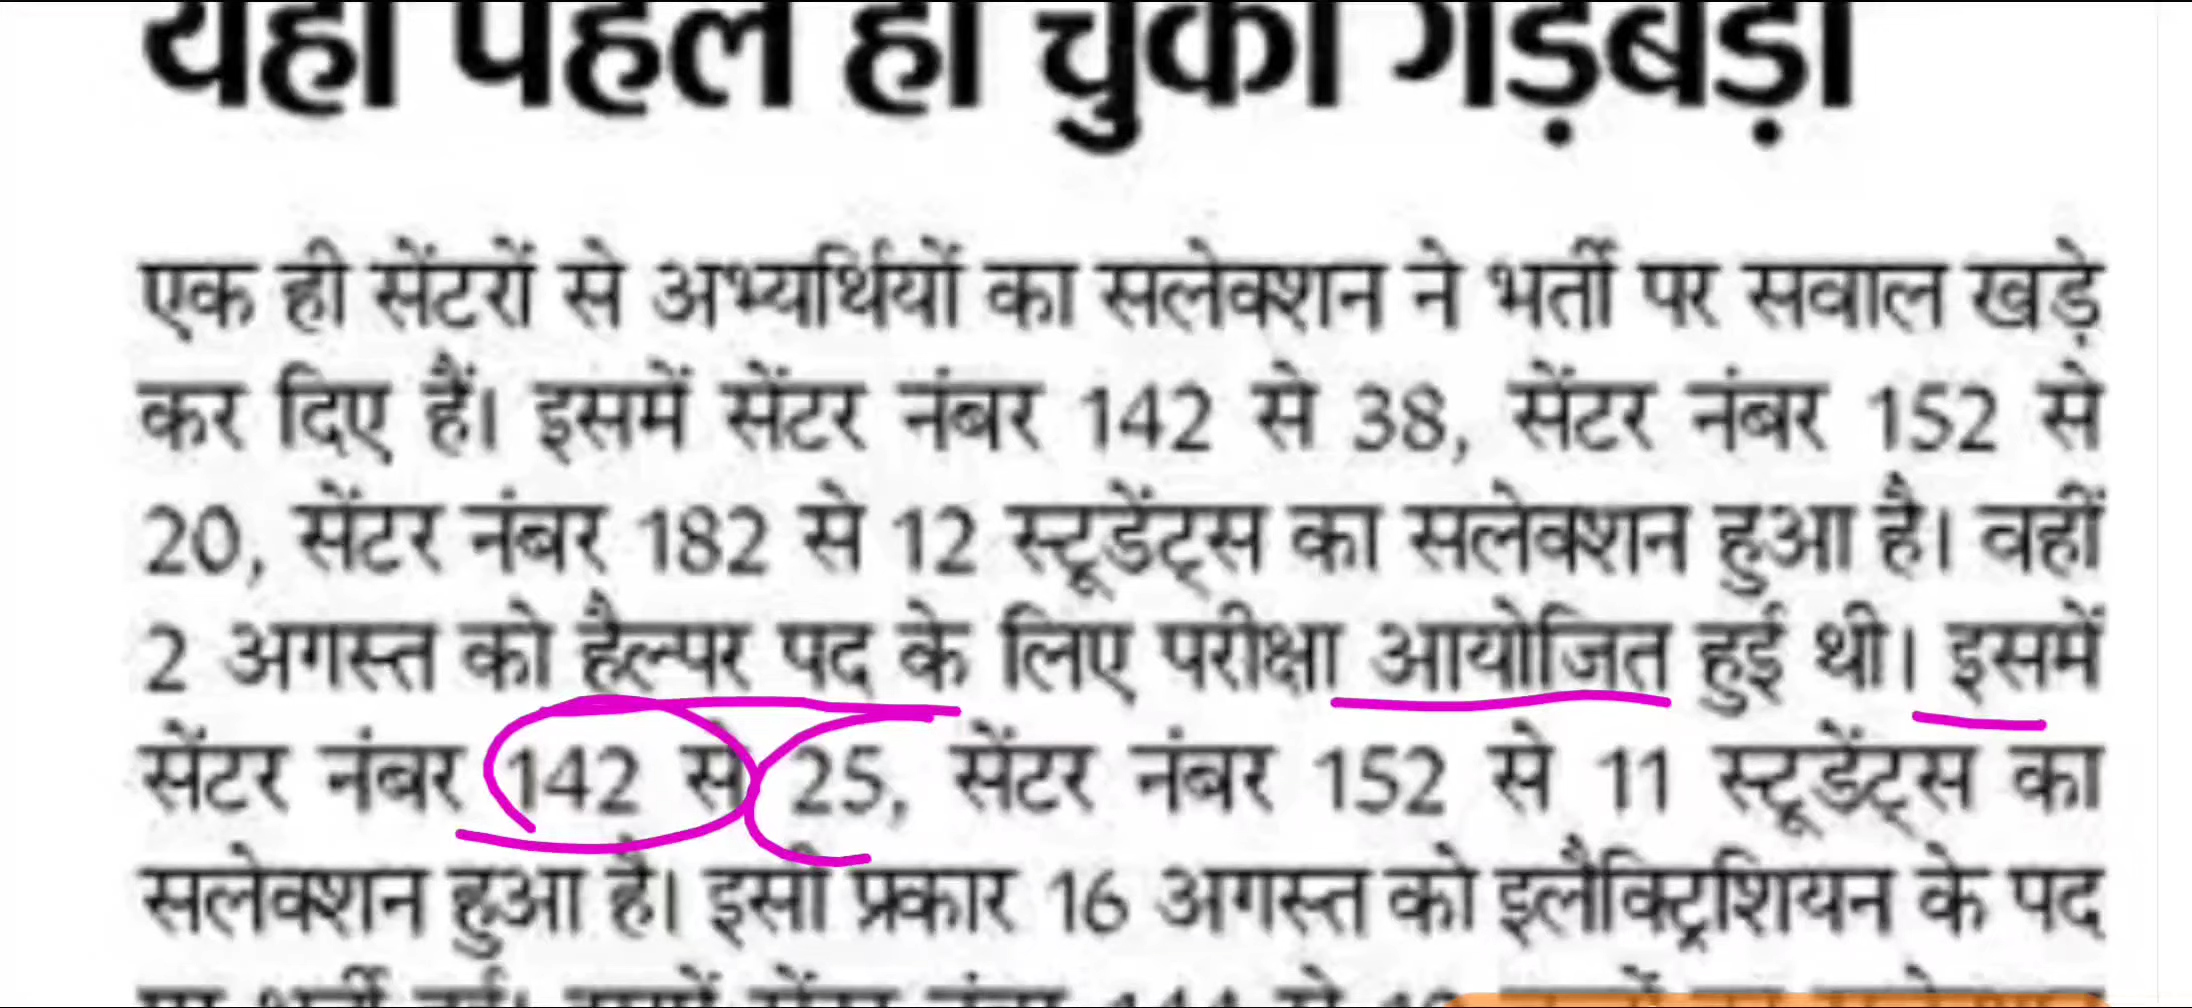 यहां पहले हो चुकी गड़बड़ी
एक ही सेंटरों से अभ्यर्थियों का सलेक्शन ने भर्ती पर सवाल खड़े
कर दिए हैं। इसमें सेंटर नंबर 142 से 38, सेंटर नंबर 152 से
20, सेंटर नंबर 182 से 12 स्टूडेंट्स का सलेक्शन हुआ है। वहीं
2 अगस्त को हैल्पर पद के लिए परीक्षा आयोजित हुई थी। इसमें
सेंटर नंबर 142 से 25, सेंटर नंबर 152 से 11 स्टूडेंट्स का
सलेक्शन हुआ है। इसी प्रकार 16 अगस्त को इलैक्ट्रिशियन के पद